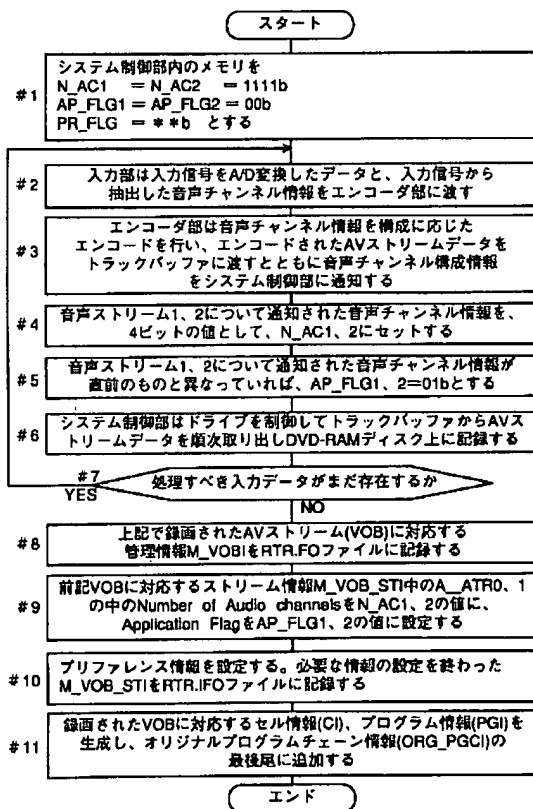 スタート
#1
システム制御部内のメモリを
N_AC1 = N_AC2 = 1111b
AP_FLG1 = AP_FLG2 = 00b
PR_FLG = **b とする
#2
入力部は入力信号をA/D変換したデータと、入力信号から
抽出した音声チャンネル情報をエンコーダ部に渡す
#3
エンコーダ部は音声チャンネル情報を構成に応じた
エンコードを行い、エンコードされたAVストリームデータを
トラックバッファに渡すとともに音声チャンネル構成情報
をシステム制御部に通知する
#4
音声ストリーム1、2について通知された音声チャンネル情報を、
4ビットの値として、N_AC1、2にセットする
#5
音声ストリーム1、2について通知された音声チャンネル情報が
直前のものと異なっていれば、AP_FLG1、2=01bとする
#6
システム制御部はドライブを制御してトラックバッファからAVス
トリームデータを順次取り出しDVD-RAMディスク上に記録する
#7
YES
処理すべき入力データがまだ存在するか
NO
#8
上記で録画されたAVストリーム(VOB)に対応する
管理情報M_VOBIをRTR.IFOファイルに記録する
#9
前記VOBに対応するストリーム情報M_VOB_STI中のA__ATR0、1
の中のNumber of Audio channelsをN_AC1、2の値に、
Application FlagをAP_FLG1、2の値に設定する
#10
プリファレンス情報を設定する。必要な情報の設定を終わった
M_VOB_STIをRTR.IFOファイルに記録する
#11
録画されたVOBに対応するセル情報(CI)、プログラム情報(PGI)を
生成し、オリジナルプログラムチェーン情報(ORG_PGCI)の
最後尾に追加する
エンド